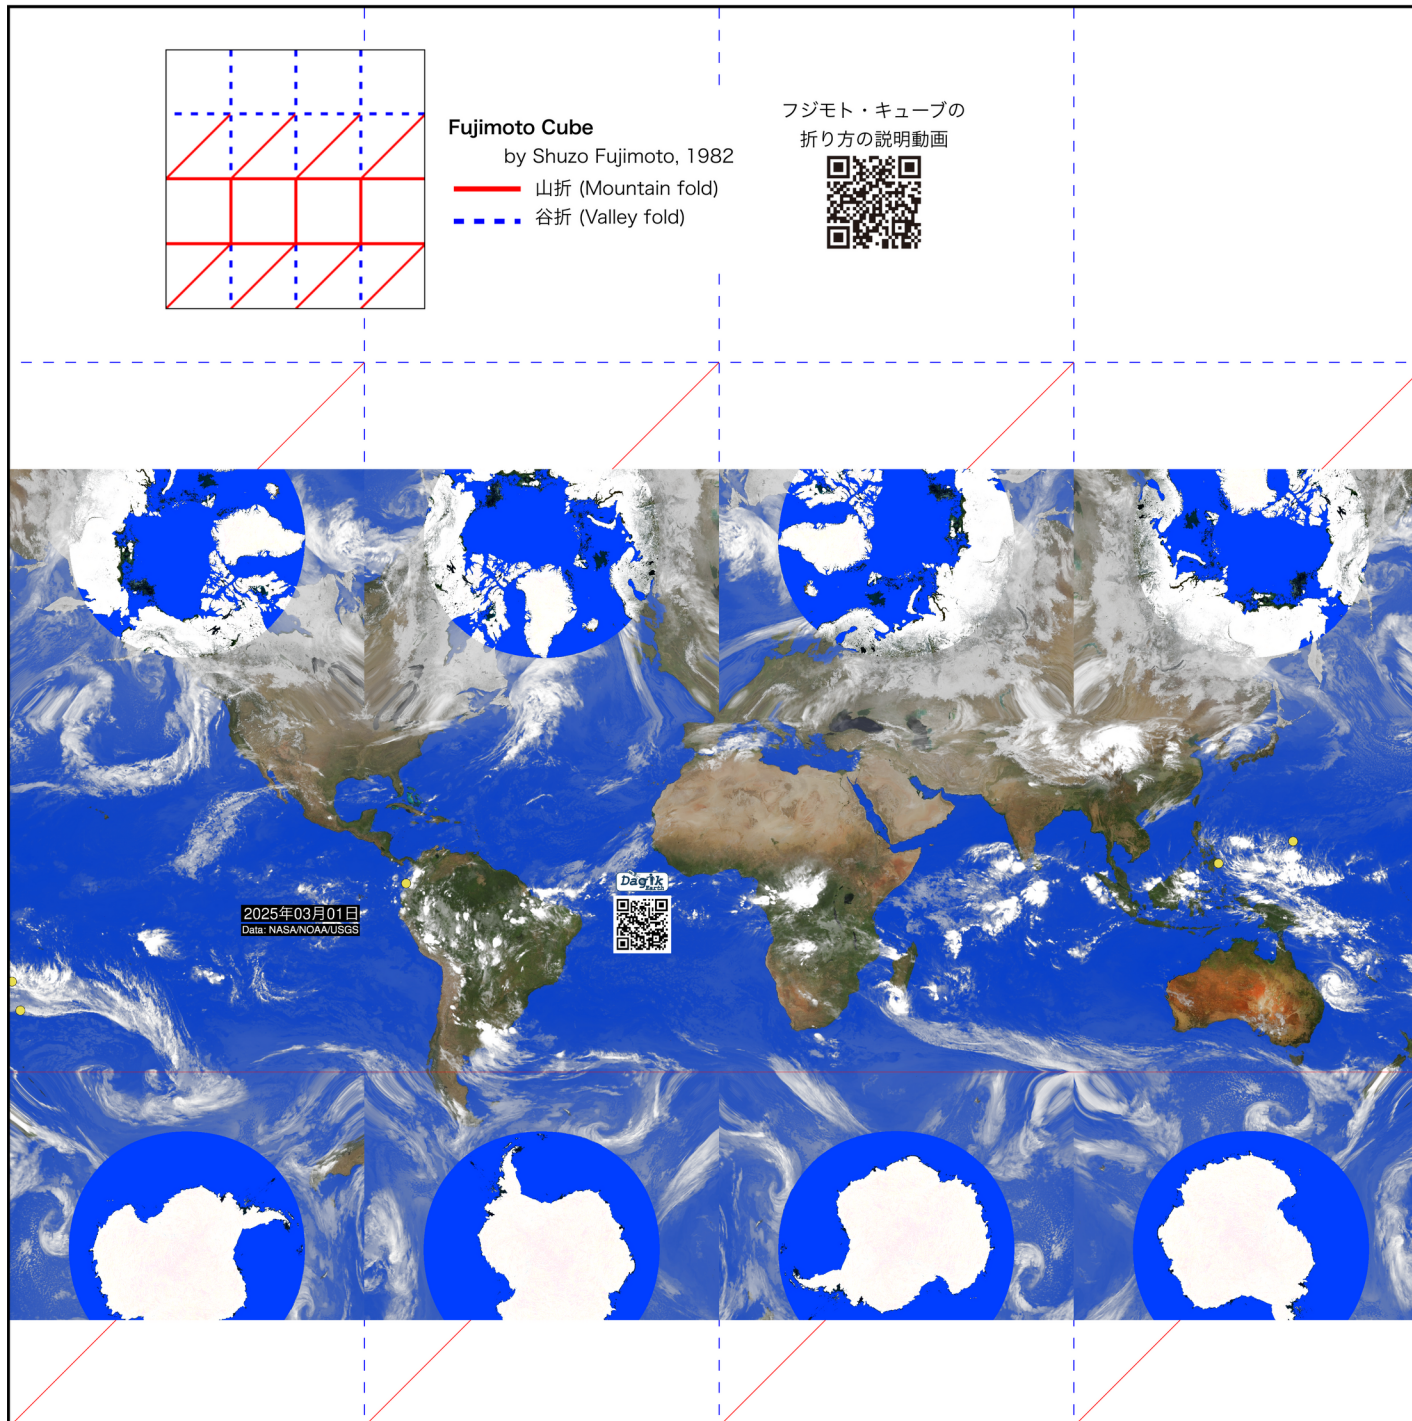 Fujimoto Cube
by Shuzo Fujimoto, 1982
山折 (Mountain fold)
谷折 (Valley fold)
フジモト・キューブの
折り方の説明動画
Dagik
Earth
2025年03月01日
Data: NASA/NOAA/USGS